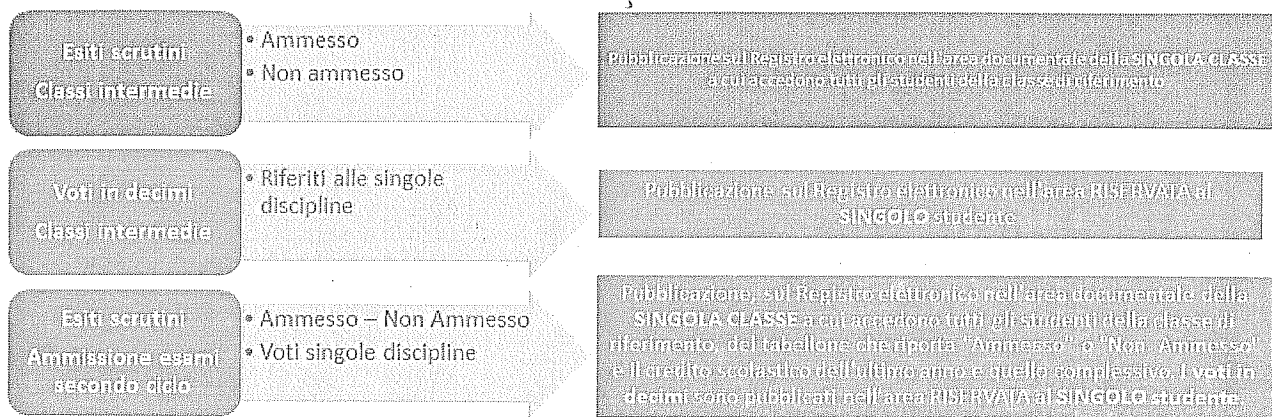 Esiti scrutini
Classi intermedie
• Ammesso
• Non ammesso
Pubblicazione sul Registro elettronico nell'area documentale della SINGOLA CLASSE
a cui accedono tutti gli studenti della classe di riferimento
Voti in decimi
Classi intermedie
• Riferiti alle singole
discipline
Pubblicazione sul Registro elettronico nell'area RISERVATA al
SINGOLO studente
Esiti scrutini
Ammissione esami
secondo ciclo
• Ammesso – Non Ammesso
• Voti singole discipline
Pubblicazione, sul Registro elettronico nell'area documentale della
SINGOLA CLASSE a cui accedono tutti gli studenti della classe di
riferimento, del tabellone che riporta "Ammesso" o "Non Ammesso"
e il credito scolastico dell'ultimo anno e quello complessivo. I voti in
decimi sono pubblicati nell'area RISERVATA al SINGOLO studente